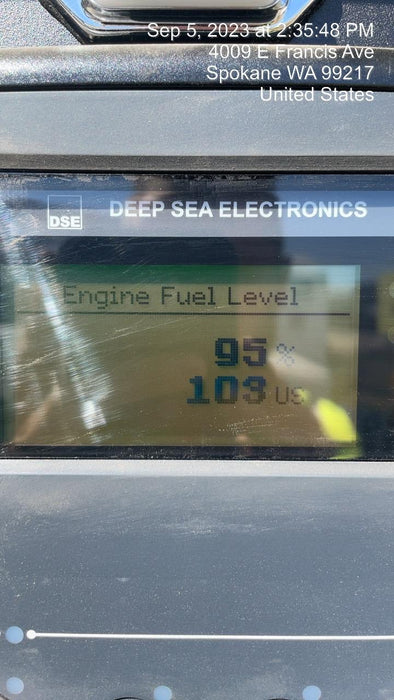 Sep 5, 2023 at 2:35:48 PM
4009 E Francis Ave
Spokane WA 99217
United States
DSE
DEEP SEA ELECTRONICS
Engine Fuel Level
95 %
103 US